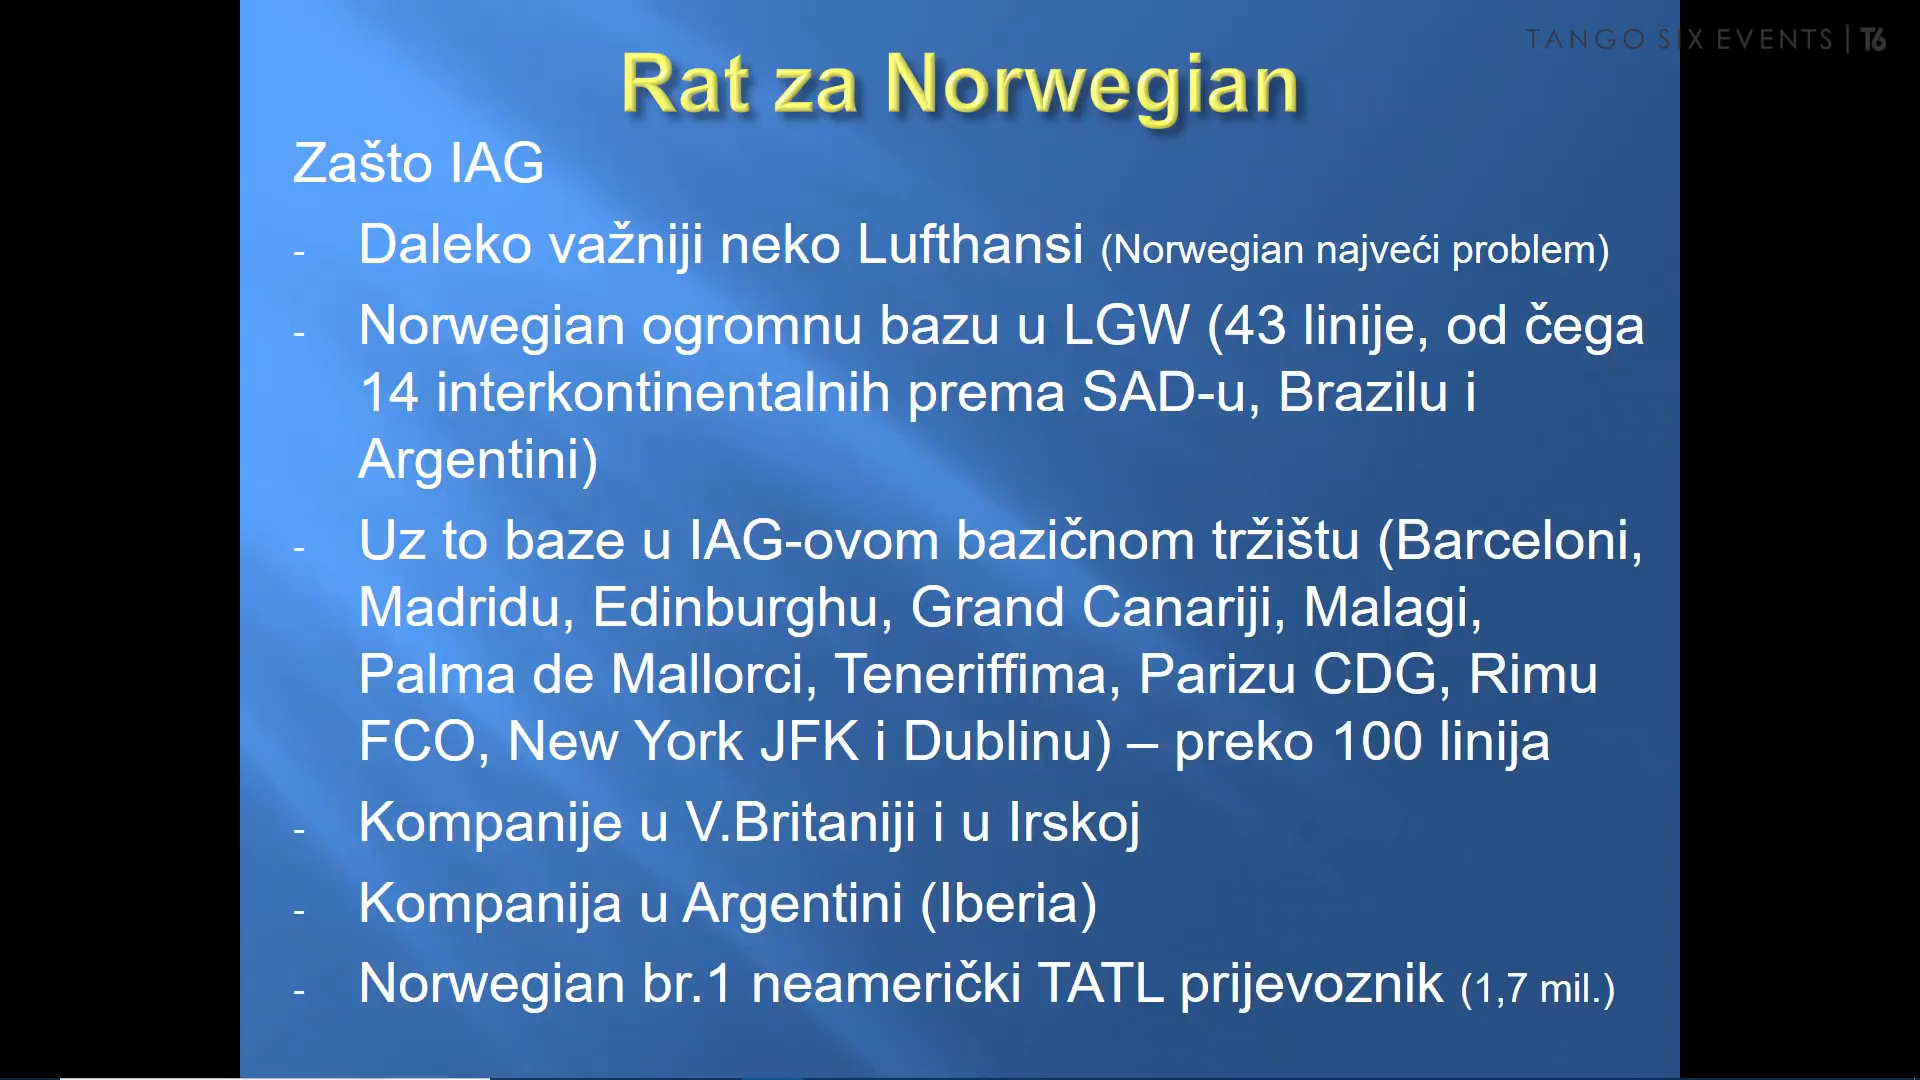 TANGO SIX EVENTS | T6
Rat za Norwegian
Zašto IAG
- Daleko važniji neko Lufthansi (Norwegian najveći problem)
- Norwegian ogromnu bazu u LGW (43 linije, od čega
14 interkontinentalnih prema SAD-u, Brazilu i
Argentini)
- Uz to baze u IAG-ovom bazičnom tržištu (Barceloni,
Madridu, Edinburghu, Grand Canariji, Malagi,
Palma de Mallorci, Teneriffima, Parizu CDG, Rimu
FCO, New York JFK i Dublinu) – preko 100 linija
- Kompanije u V.Britaniji i u Irskoj
- Kompanija u Argentini (Iberia)
- Norwegian br.1 neamerički TATL prijevoznik (1,7 mil.)